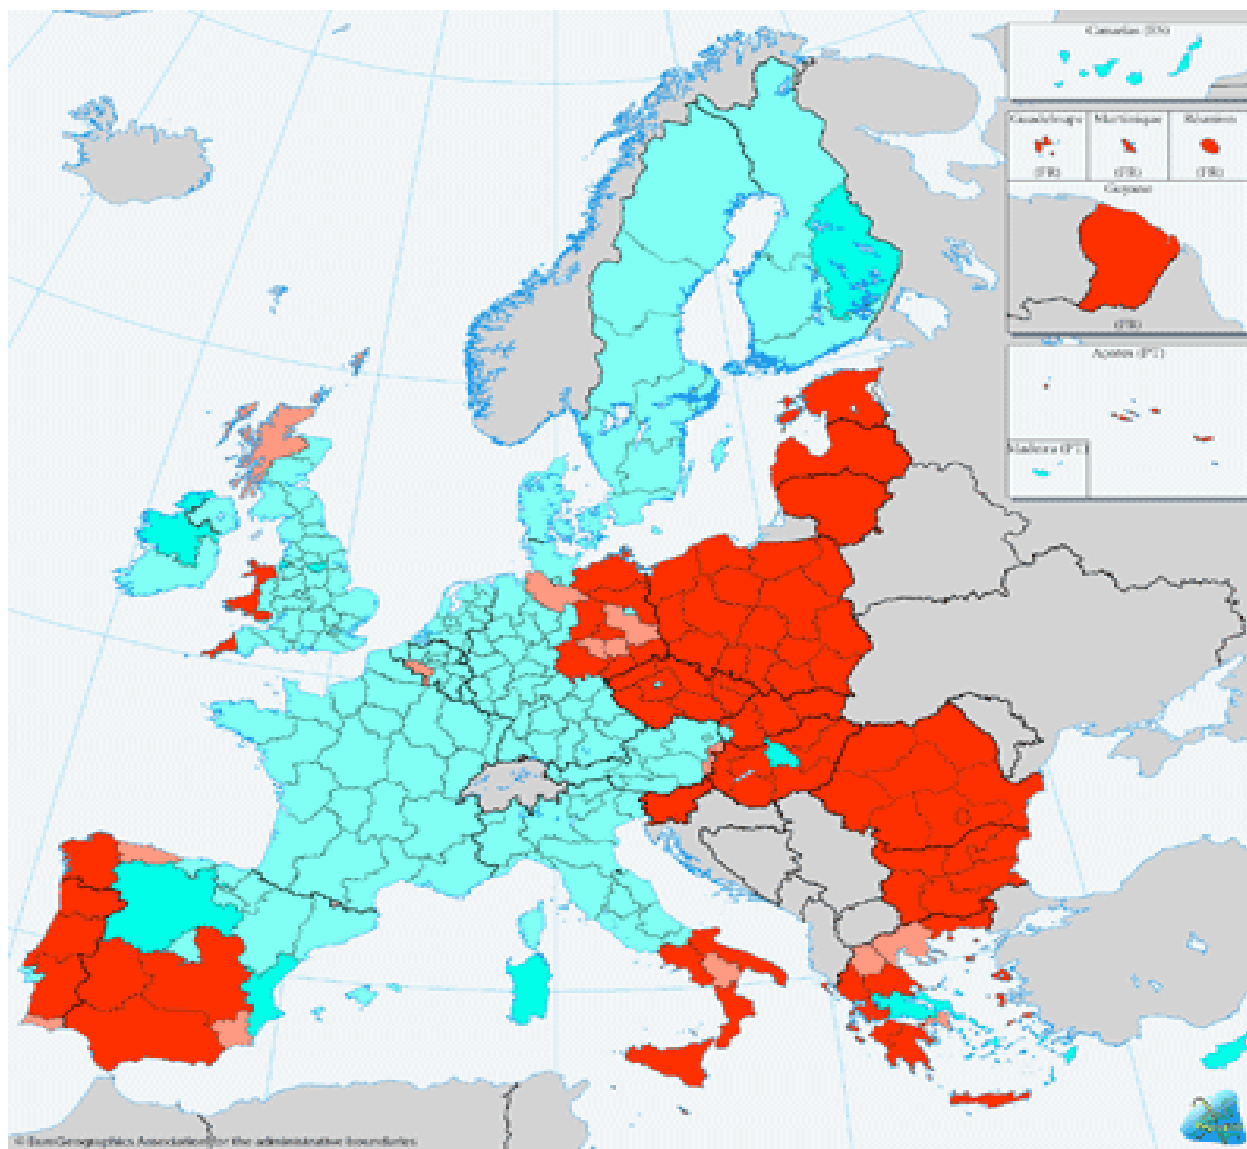 Canarias (ES)
Guadeloupe
Martinique
Réunion
(FR)
(FR)
(FR)
Guyane
(FR)
Açores (PT)
Madeira (PT)
© EuroGeographics Association for the administrative boundaries